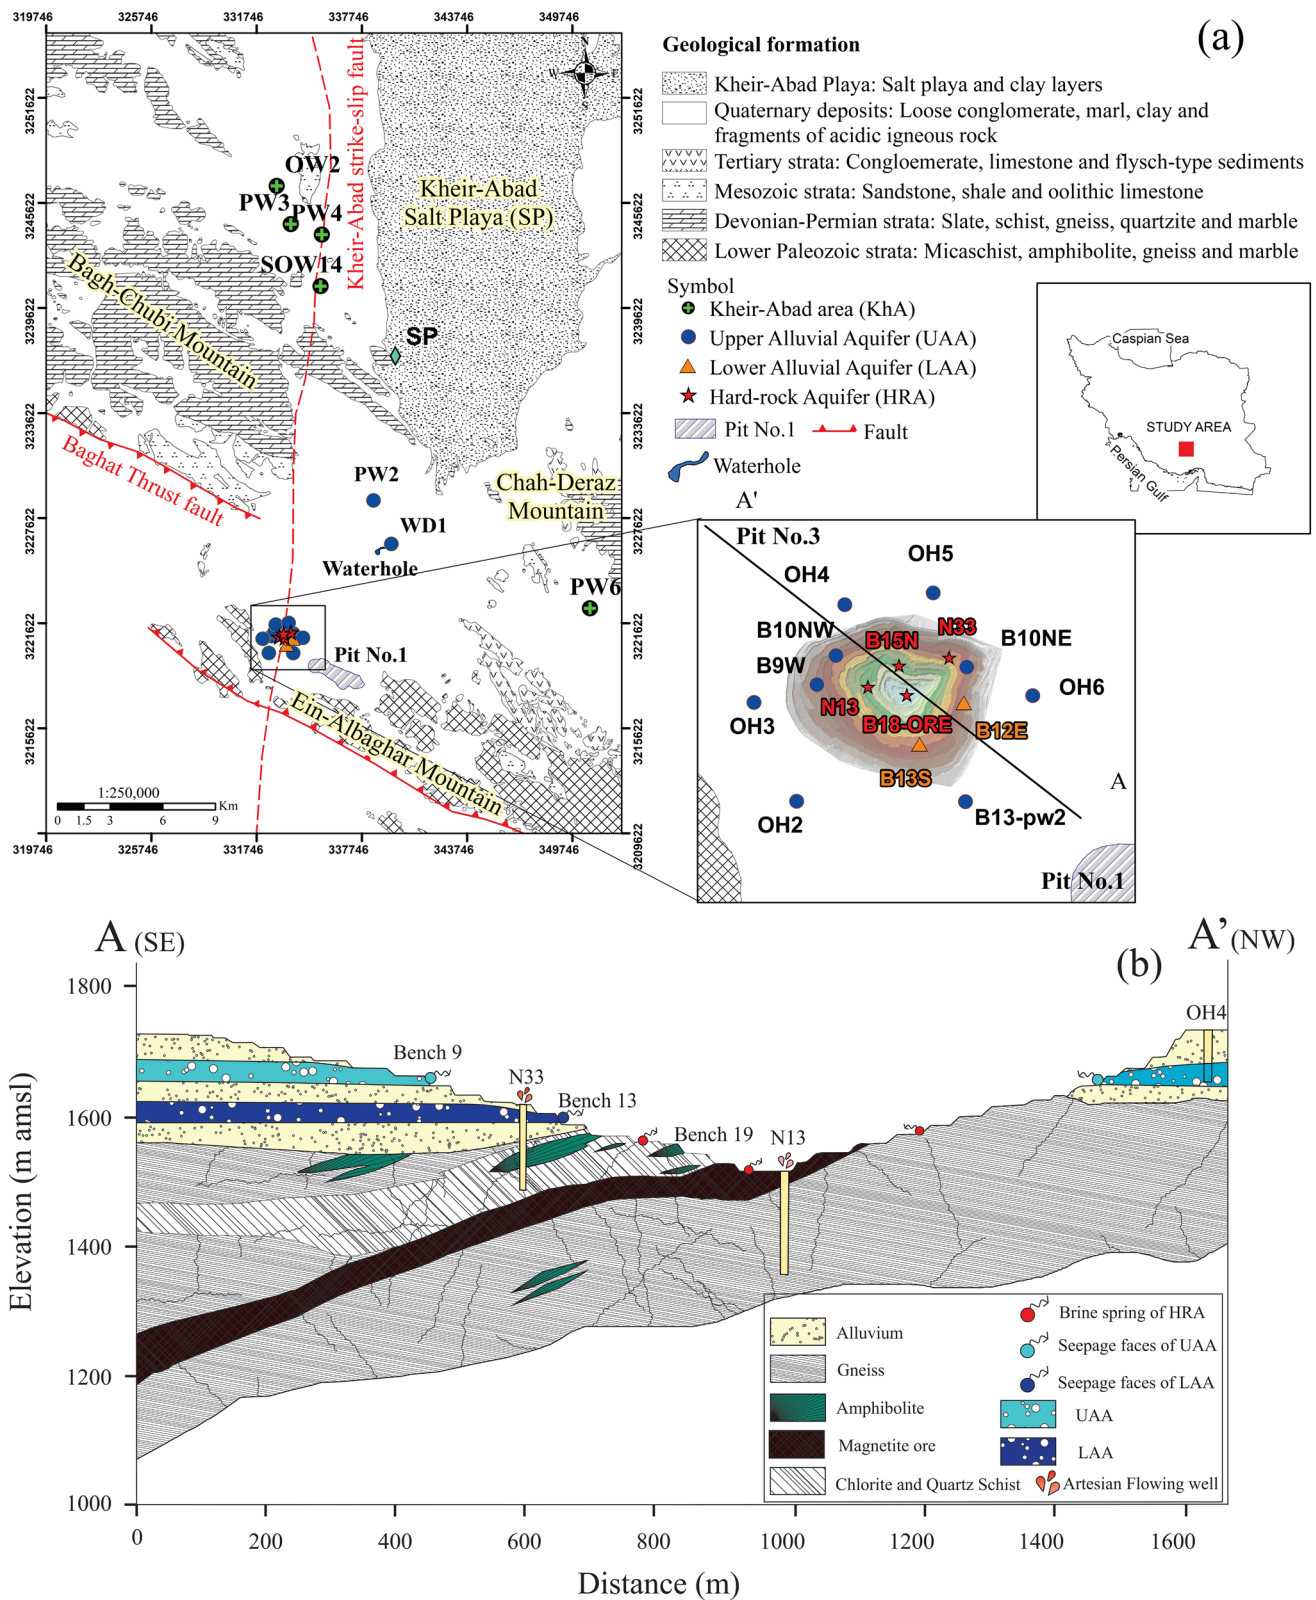 319746 325746 331746 337746 443746 349746
(a)
Geological formation
Kheir-Abad Playa: Salt playa and clay layers
Quaternary deposits: Loose conglomerate, marl, clay and
fragments of acidic igneous rock
Tertiary strata: Congloemerate, limestone and flysch-type sediments
Mesozoic strata: Sandstone, shale and oolithic limestone
Devonian-Permian strata: Slate, schist, gneiss, quartzite and marble
Lower Paleozoic strata: Micaschist, amphibolite, gneiss and marble
Symbol
Kheir-Abad area (KhA)
Upper Alluvial Aquifer (UAA)
Lower Alluvial Aquifer (LAA)
Hard-rock Aquifer (HRA)
Pit No.1
Fault
Waterhole
Caspian Sea
STUDY AREA
Persian Gulf
N
W E
S
3251622 3251622
3245622 3245622
3239622 3239622
3233622 3233622
3227622 3227622
3221622 3221622
3215622 3215622
3209622
Kheir-Abad strike-slip fault
OW2
PW3
PW4
SOW14
Kheir-Abad
Salt Playa (SP)
SP
Bagh-Chubi Mountain
Baghat Thrust fault
PW2
WD1
Waterhole
Chah-Deraz
Mountain
PW6
Pit No.1
Ein-Albaghar Mountain
1:250,000
Km
0 1.5 3 6 9
319746 325746 331746 337746 443746 349746
A'
Pit No.3
OH5
OH4
B10NW
B15N
N33
B10NE
B9W
OH6
N13
OH3
B18-ORE
B12E
B13S
A
OH2
B13-pw2
Pit No.1
A (SE)
A’ (NW)
(b)
1800
1600
1400
1200
1000
Elevation (m amsl)
OH4
Bench 9
N33
Bench 13
Bench 19
N13
Alluvium
Gneiss
Amphibolite
Magnetite ore
Chlorite and Quartz Schist
Brine spring of HRA
Seepage faces of UAA
Seepage faces of LAA
UAA
LAA
Artesian Flowing well
0 200 400 600 800 1000 1200 1400 1600
Distance (m)